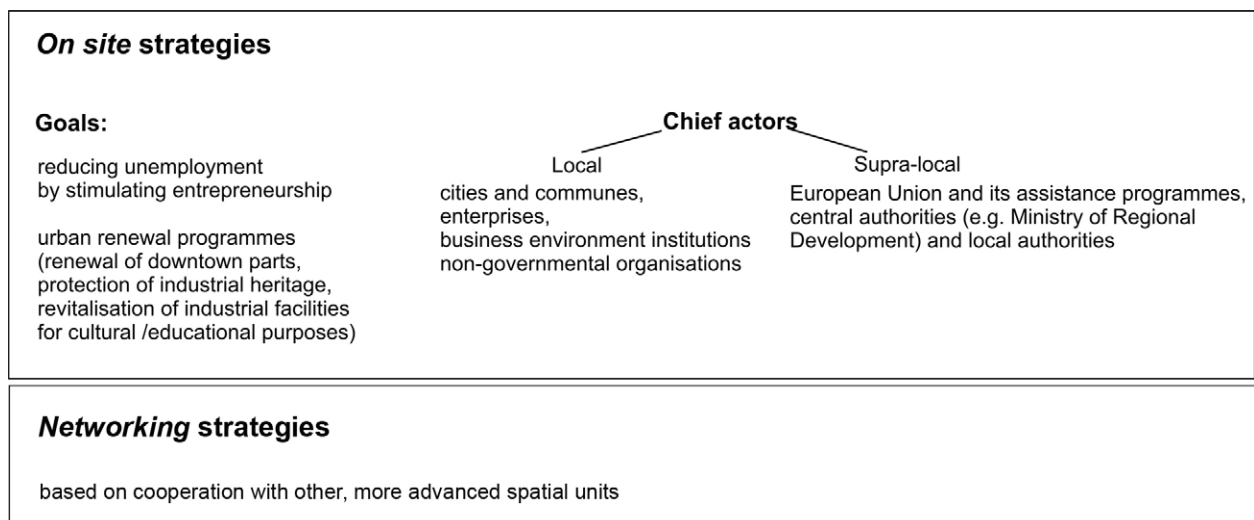 On site strategies
Goals:
reducing unemployment
by stimulating entrepreneurship
urban renewal programmes
(renewal of downtown parts,
protection of industrial heritage,
revitalisation of industrial facilities
for cultural /educational purposes)
Chief actors
Local
cities and communes,
enterprises,
business environment institutions
non-governmental organisations
Supra-local
European Union and its assistance programmes,
central authorities (e.g. Ministry of Regional
Development) and local authorities
Networking strategies
based on cooperation with other, more advanced spatial units